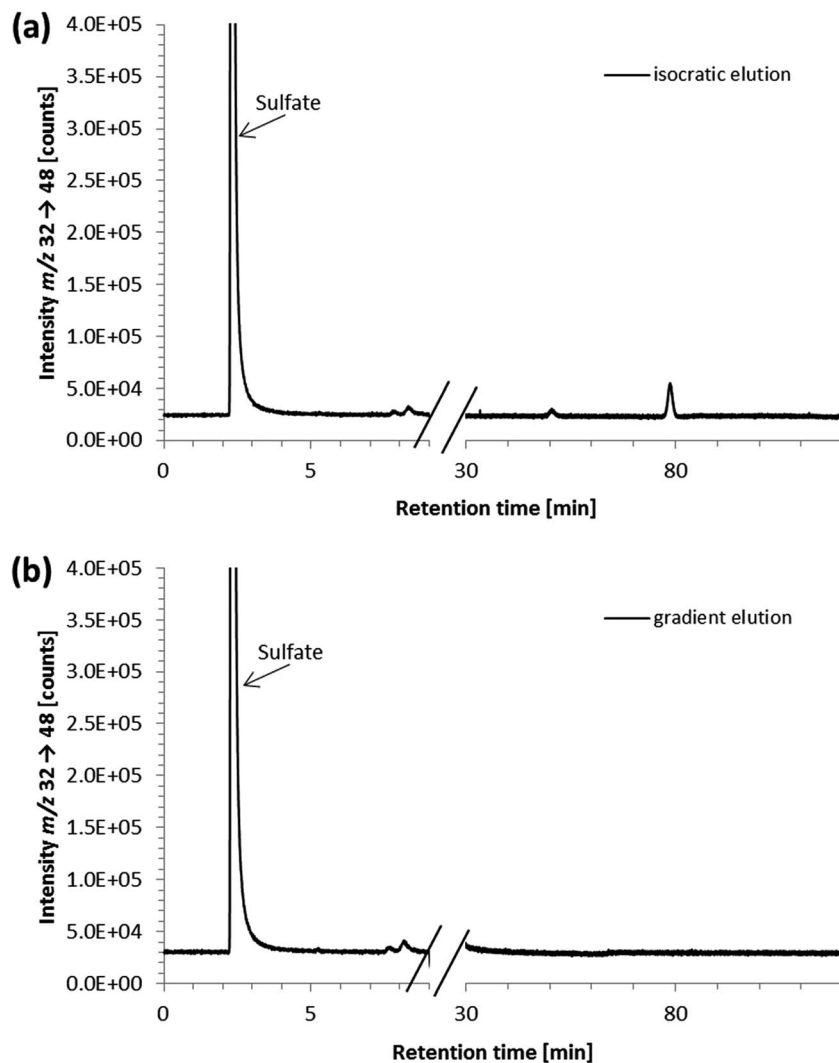 (a)
4.0E+05
3.5E+05
3.0E+05
2.5E+05
2.0E+05
1.5E+05
1.0E+05
5.0E+04
0.0E+00
Intensity m/z 32 → 48 [counts]
Sulfate
isocratic elution
0 5 30 80
Retention time [min]
(b)
4.0E+05
3.5E+05
3.0E+05
2.5E+05
2.0E+05
1.5E+05
1.0E+05
5.0E+04
0.0E+00
Intensity m/z 32 → 48 [counts]
Sulfate
gradient elution
0 5 30 80
Retention time [min]